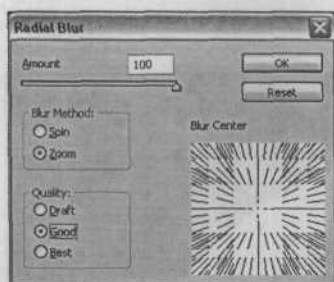 Radial Blur
Amount 100
OK
Reset
Blur Method:
Spin
Zoom
Blur Center
Quality:
Draft
Good
Best